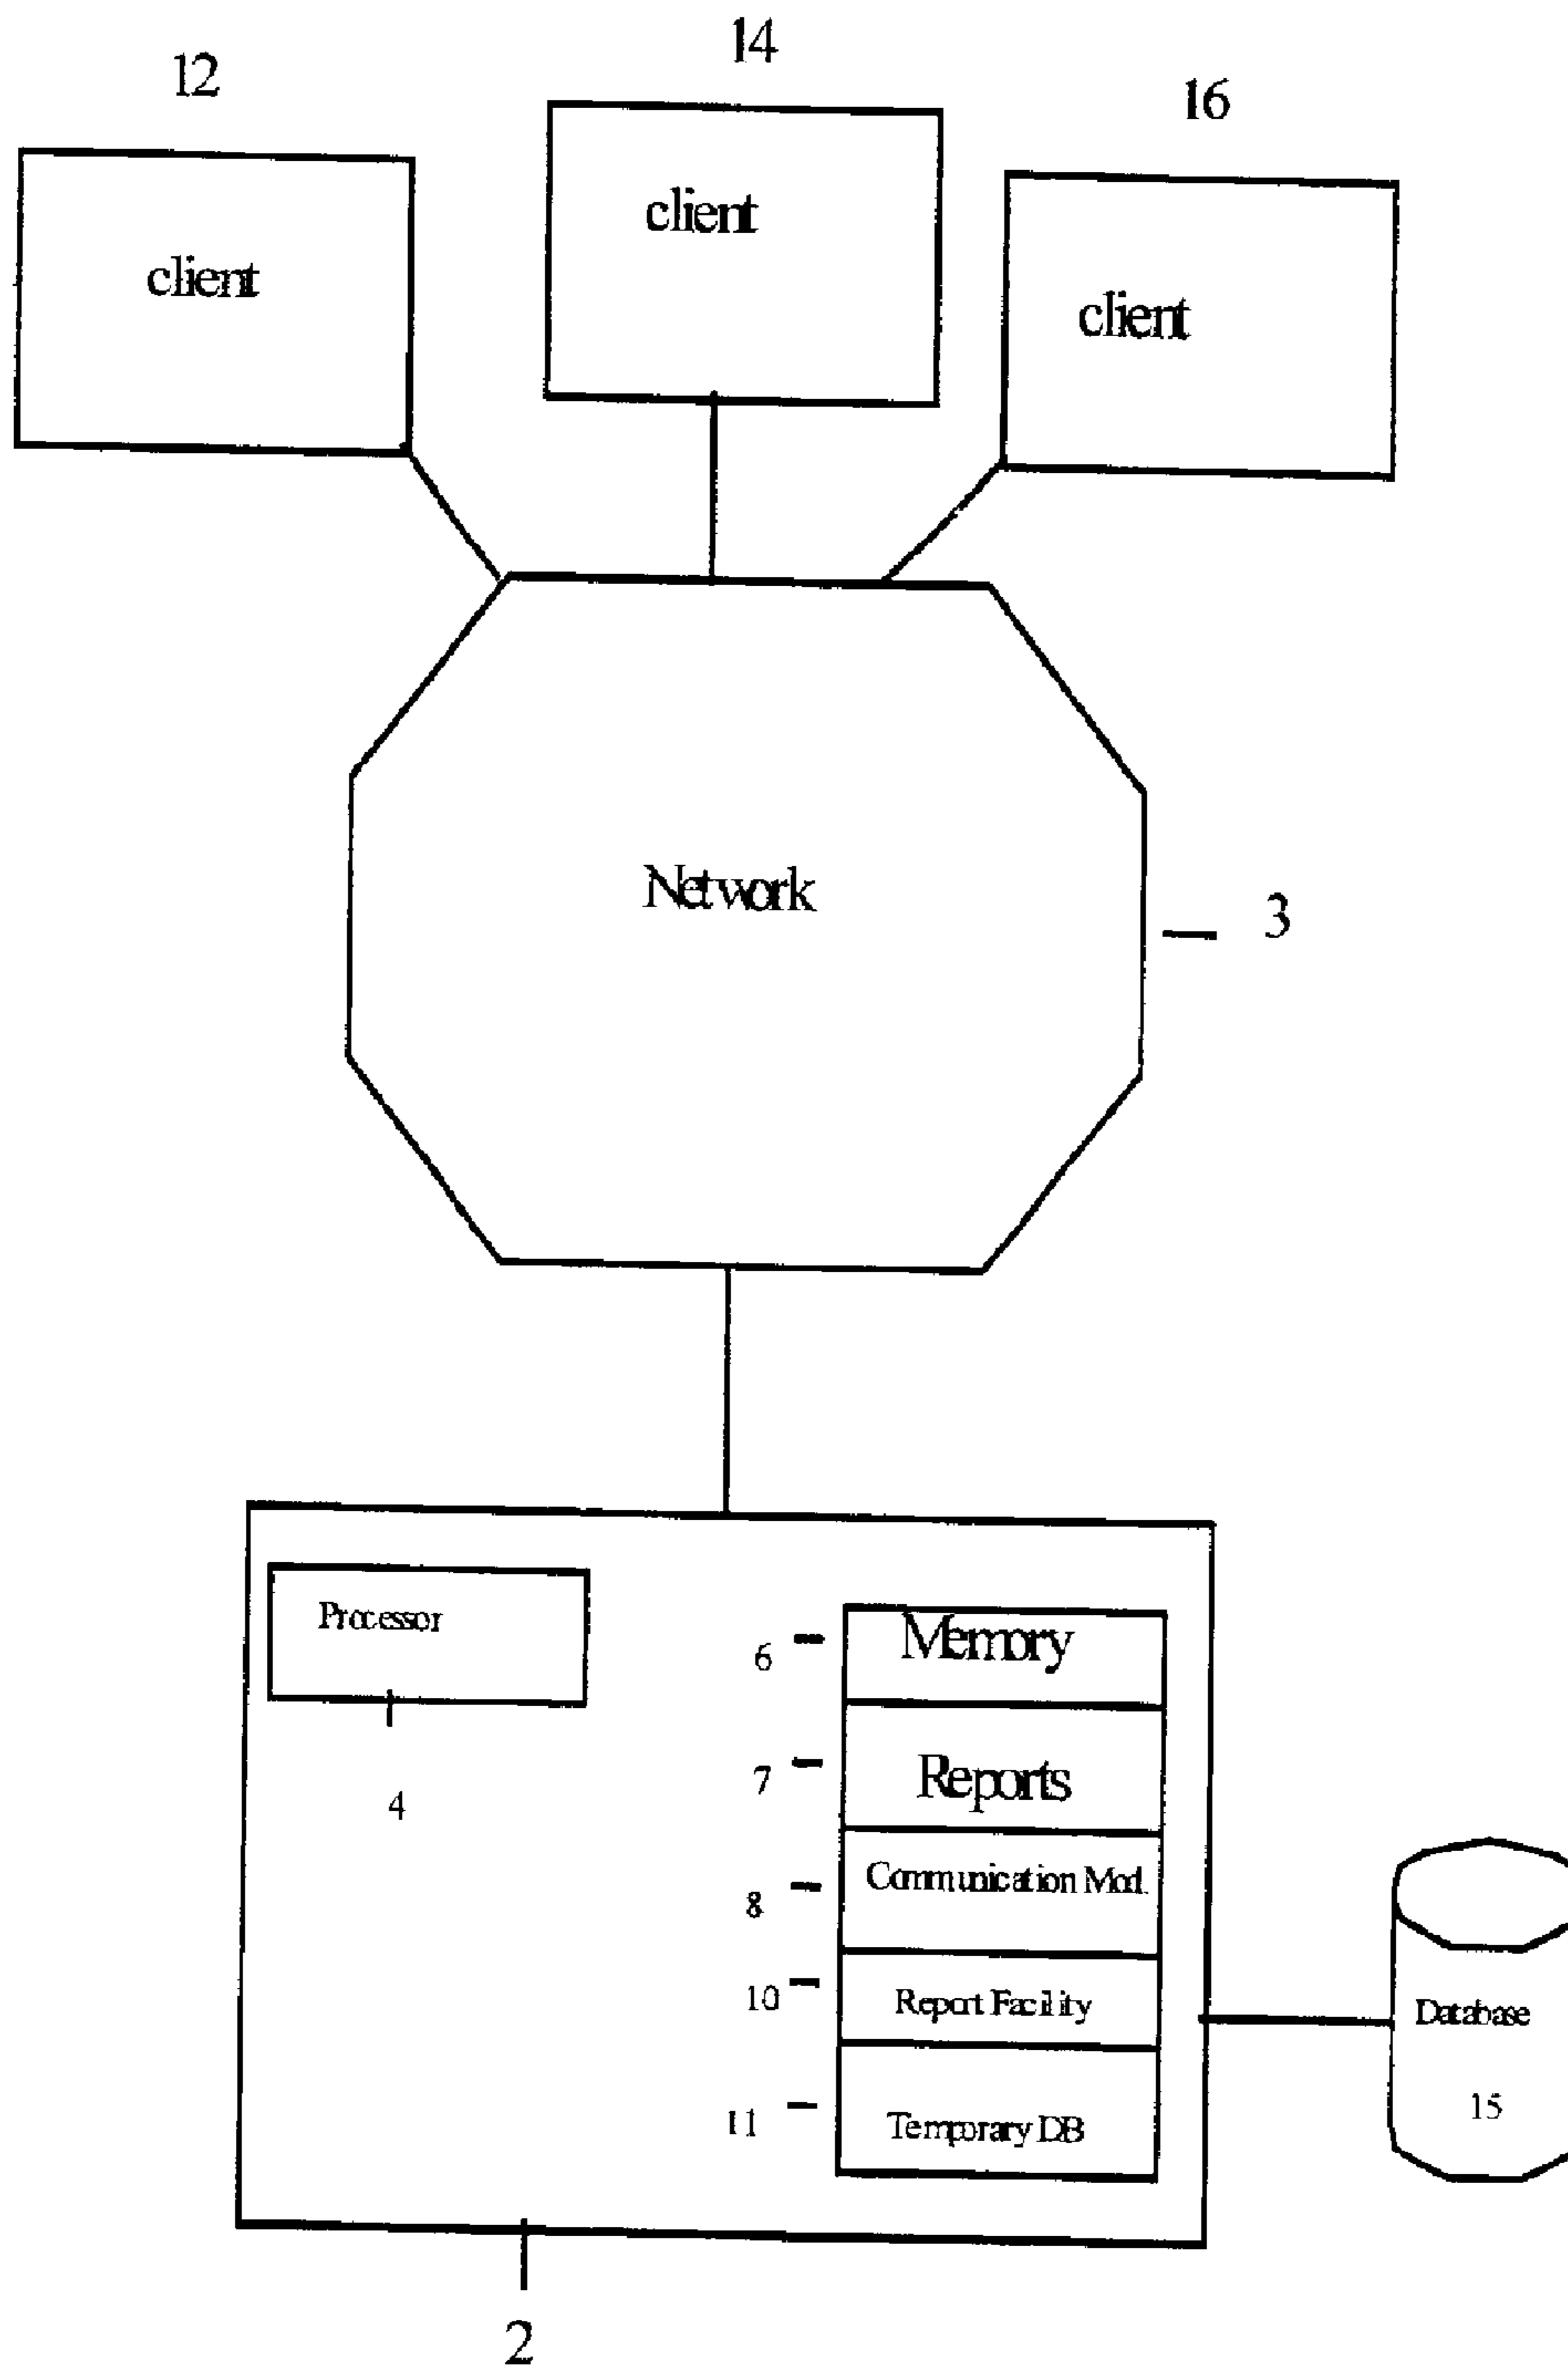 14
12
16
client
client
client
Network
3
Processor
4
6
Memory
7
Reports
8
Communication Mod.
10
Report Facility
11
Temporary DB
Database
15
2